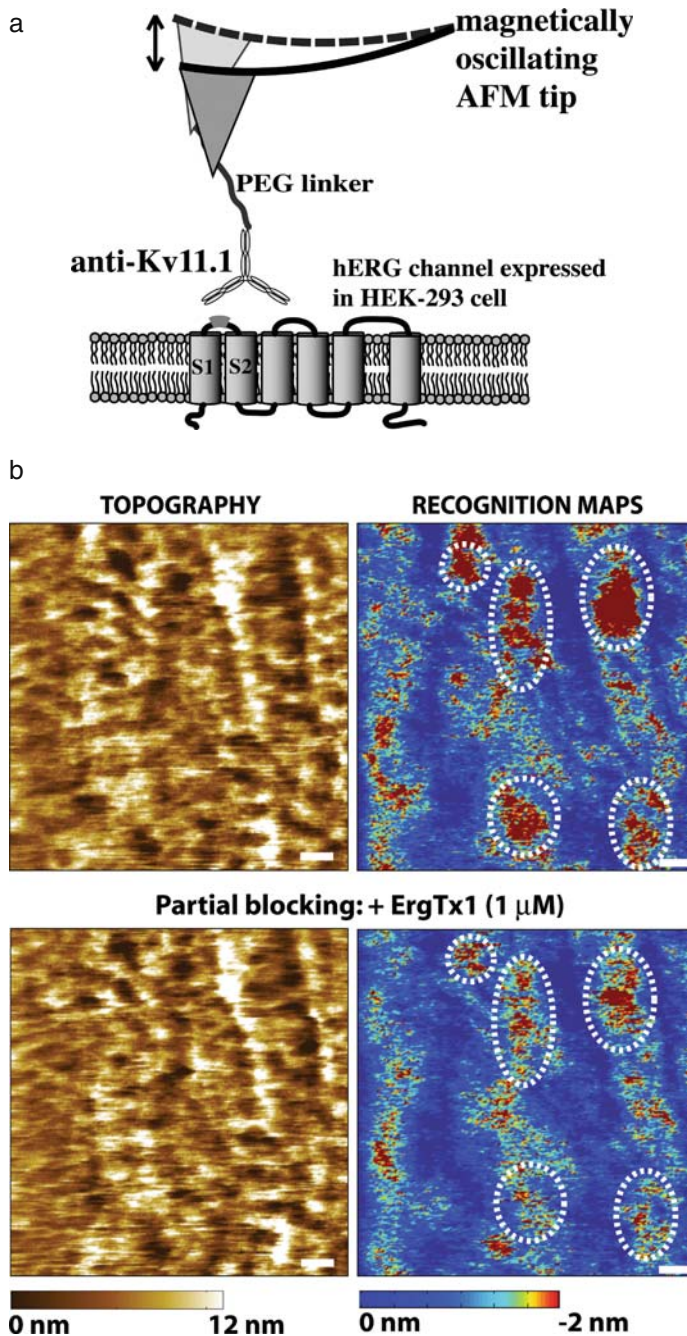 a
magnetically
oscillating
AFM tip
PEG linker
anti-Kv11.1
hERG channel expressed
in HEK-293 cell
S1 S2
b
TOPOGRAPHY RECOGNITION MAPS
Partial blocking: + ErgTx1 (1 μM)
0 nm 12 nm 0 nm -2 nm